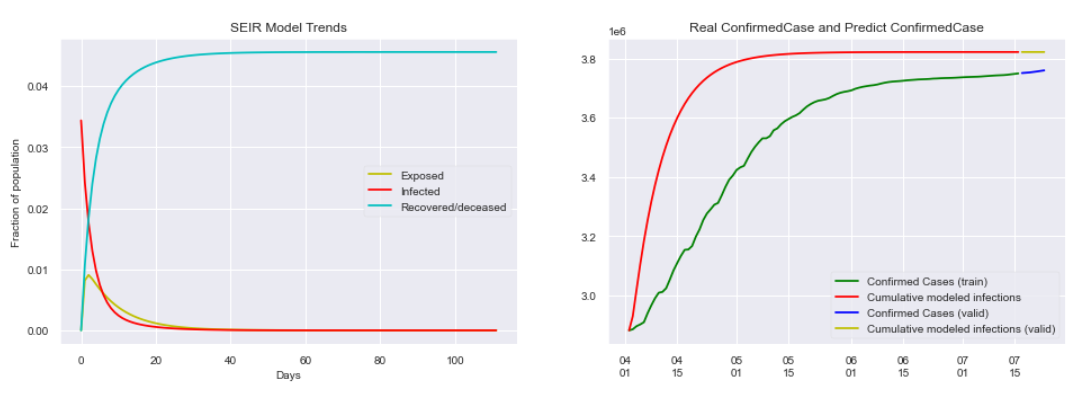 SEIR Model Trends
Fraction of population
0.04
0.03
0.02
0.01
0.00
Exposed
Infected
Recovered/deceased
0 20 40 60 80 100
Days
Real ConfirmedCase and Predict ConfirmedCase
1e6
3.8
3.6
3.4
3.2
3.0
Confirmed Cases (train)
Cumulative modeled infections
Confirmed Cases (valid)
Cumulative modeled infections (valid)
04 04 05 05 06 06 07 07
01 15 01 15 01 15 01 15